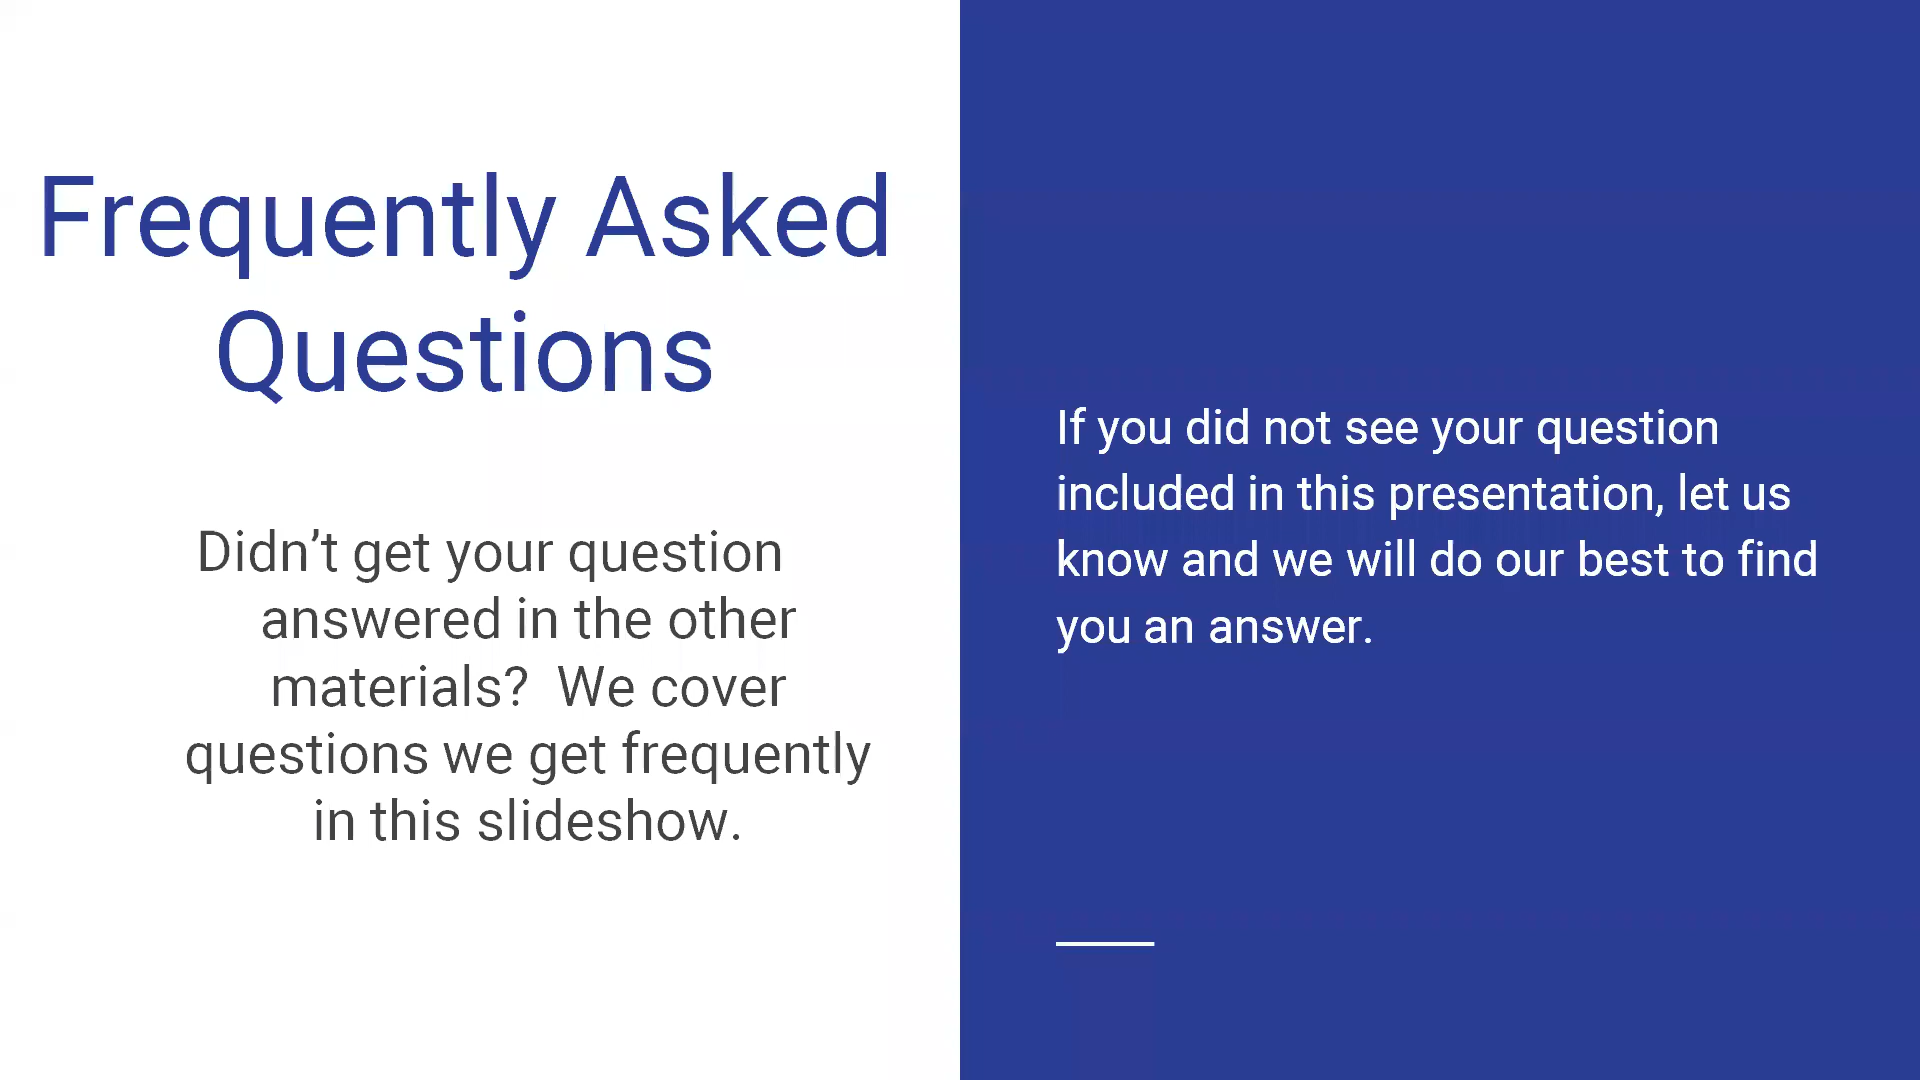 Frequently Asked
Questions
Didn’t get your question
answered in the other
materials?  We cover
questions we get frequently
in this slideshow.
If you did not see your question
included in this presentation, let us
know and we will do our best to find
you an answer.